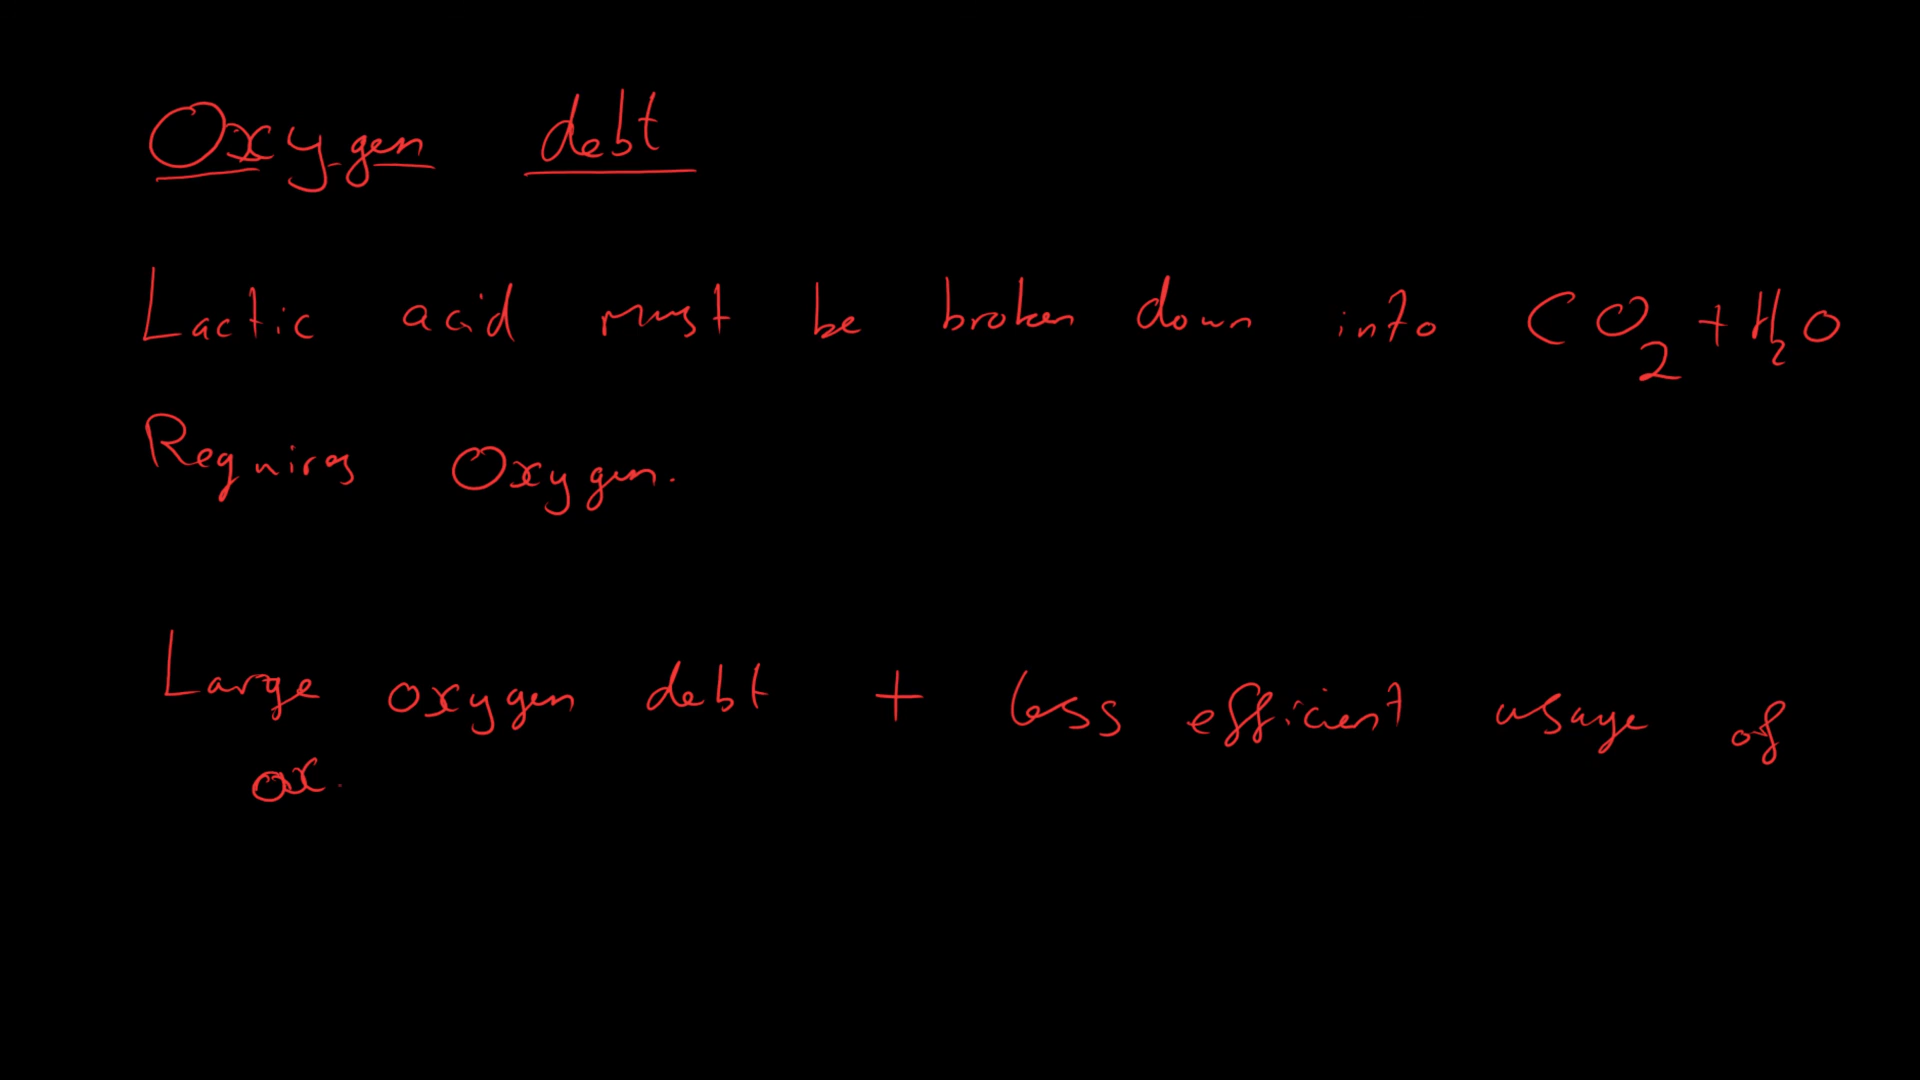 Oxygen debt
Lactic acid must be broken down into CO₂ + H₂O
Requires Oxygen.
Large oxygen debt + less efficient usage of
ox.